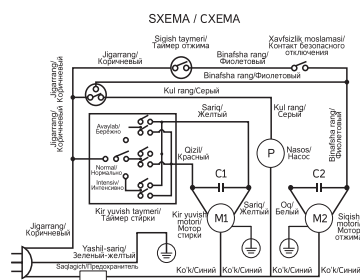 SXEMA / СХЕМА
Jigarrang/
Коричневый
Sigish taymeri/
Таймер отжима
Binafsha rang/
Фиолетовый
Xavfsizlik moslamasi/
Контакт безопасного
отключения
Binafsha rang/Фиолетовый
Kul rang/Серый
Jigarrang/
Коричневый
Jigarrang/
Коричневый
Avaylab/
Бережно
Normal/
Нормально
Intensiv/
Интенсивно
Kir yuvish taymeri/
Таймер стирки
Sariq/
Желтый
Qizil/
Красный
Kul rang/
Серый
P
Nasos/
Насос
Binafsha rang/
Фиолетовый
C1
C2
Kir yuvish
motori/
Мотор
стирки
M1
Sariq/
Желтый
Oq/
Белый
M2
Siqish
motori/
Мотор
отжима
Jigarrang/
Коричневый
Yashil-sariq/
Зеленый-желтый
Saqlagich/Предохранитель
Ko'k/Синий
Ko'k/Синий
Ko'k/Синий
Ko'k/Синий